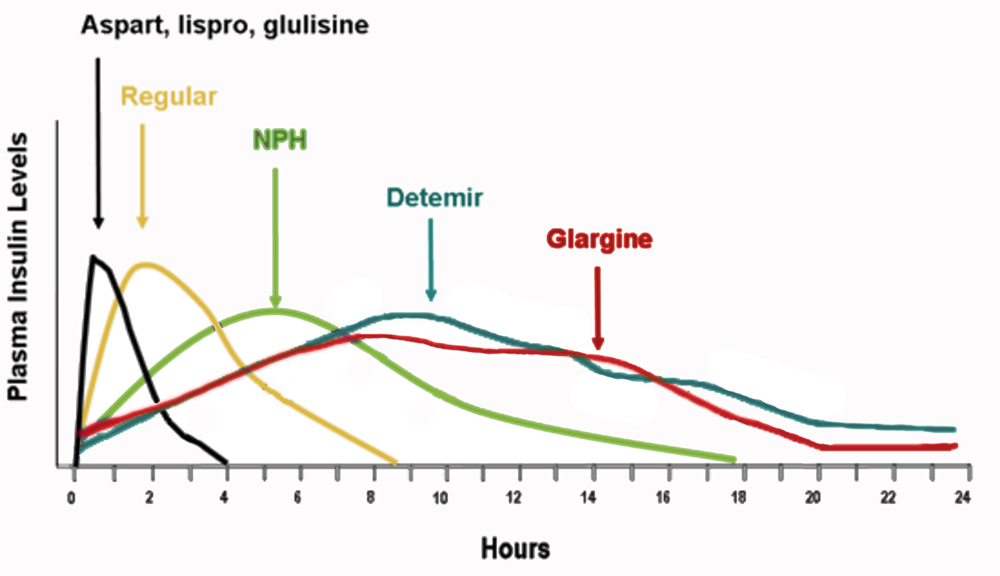 Aspart, lispro, glulisine
Regular
NPH
Detemir
Glargine
Plasma Insulin Levels
0 2 4 6 8 10 12 14 16 18 20 22 24
Hours